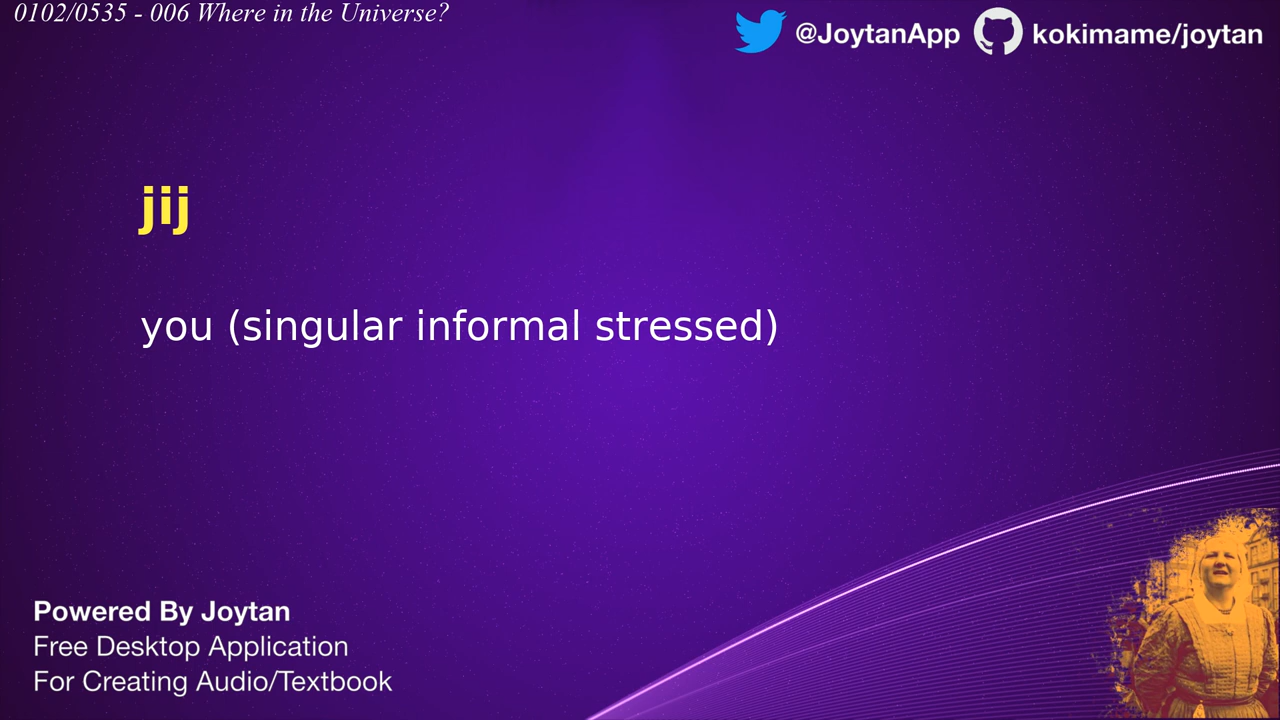 0102/0535 - 006 Where in the Universe?
@JoytanApp kokimame/joytan
jij
you (singular informal stressed)
Powered By Joytan
Free Desktop Application
For Creating Audio/Textbook